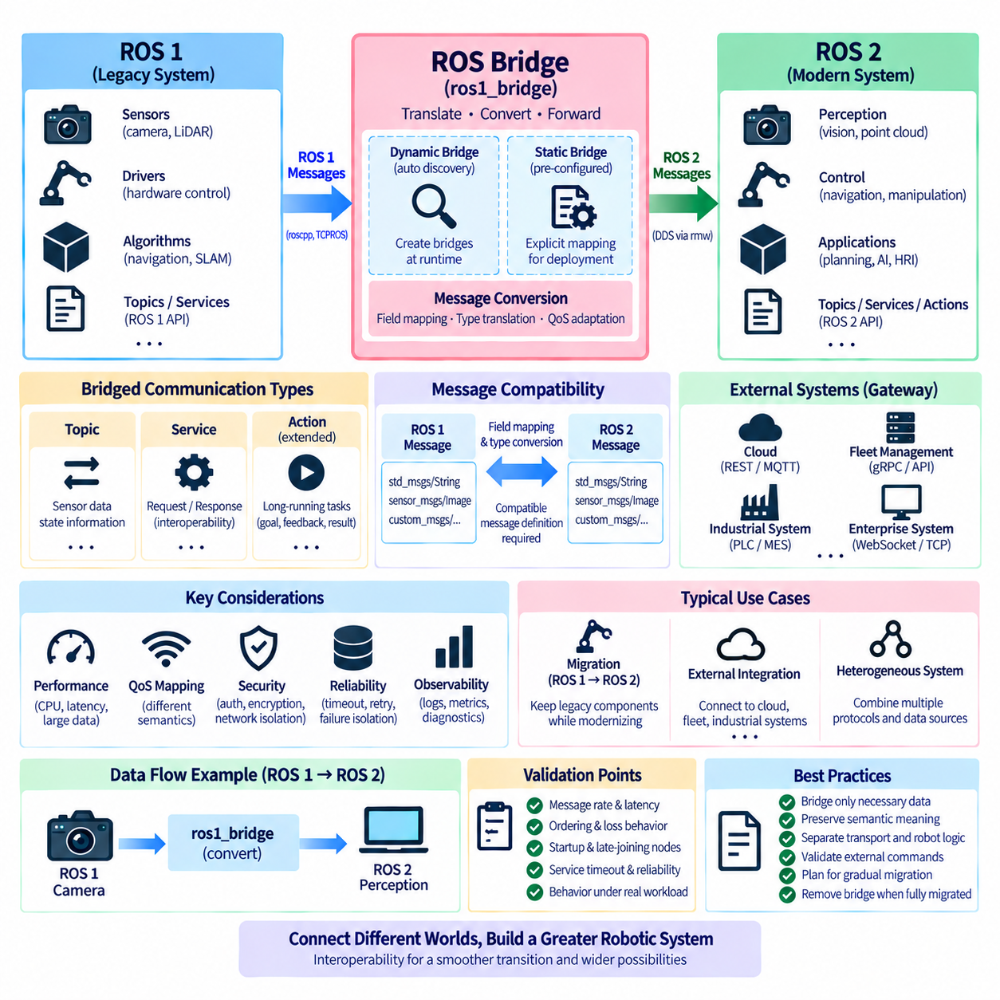 ROS 1
(Legacy System)
Sensors
(camera, LiDAR)
Drivers
(hardware control)
Algorithms
(navigation, SLAM)
Topics / Services
(ROS 1 API)
• • •
ROS 1
Messages
(roscpp, TCPROS)
ROS Bridge
(ros1_bridge)
Translate • Convert • Forward
Dynamic Bridge
(auto discovery)
Create bridges
at runtime
Static Bridge
(pre-configured)
Explicit mapping
for deployment
Message Conversion
Field mapping · Type translation · QoS adaptation
ROS 2
Messages
(DDS via rmw)
ROS 2
(Modern System)
Perception
(vision, point cloud)
Control
(navigation, manipulation)
Applications
(planning, AI, HRI)
Topics / Services / Actions
(ROS 2 API)
• • •
Bridged Communication Types
Topic
Sensor data
state information
• • •
Service
Request / Response
(interoperability)
• • •
Action
(extended)
Long-running tasks
(goal, feedback, result)
• • •
Message Compatibility
ROS 1
Message
std_msgs/String
sensor_msgs/Image
custom_msgs/...
Field mapping
& type conversion
Compatible
message definition
required
ROS 2
Message
std_msgs/String
sensor_msgs/Image
custom_msgs/...
External Systems (Gateway)
Cloud
(REST / MQTT)
Fleet Management
(gRPC / API)
Industrial System
(PLC / MES)
Enterprise System
(WebSocket / TCP)
• • •
Key Considerations
Performance
(CPU, latency,
large data)
QoS Mapping
(different
semantics)
Security
(auth, encryption,
network isolation)
Reliability
(timeout, retry,
failure isolation)
Observability
(logs, metrics,
diagnostics)
Typical Use Cases
Migration
(ROS 1 → ROS 2)
Keep legacy components
while modernizing
External Integration
Connect to cloud,
fleet, industrial systems
• • •
Heterogeneous System
Combine multiple
protocols and data sources
Data Flow Example (ROS 1 → ROS 2)
ROS 1
Camera
ros1_bridge
(convert)
ROS 2
Perception
Validation Points
Message rate & latency
Ordering & loss behavior
Startup & late-joining nodes
Service timeout & reliability
Behavior under real workload
Best Practices
Bridge only necessary data
Preserve semantic meaning
Separate transport and robot logic
Validate external commands
Plan for gradual migration
Remove bridge when fully migrated
Connect Different Worlds, Build a Greater Robotic System
Interoperability for a smoother transition and wider possibilities